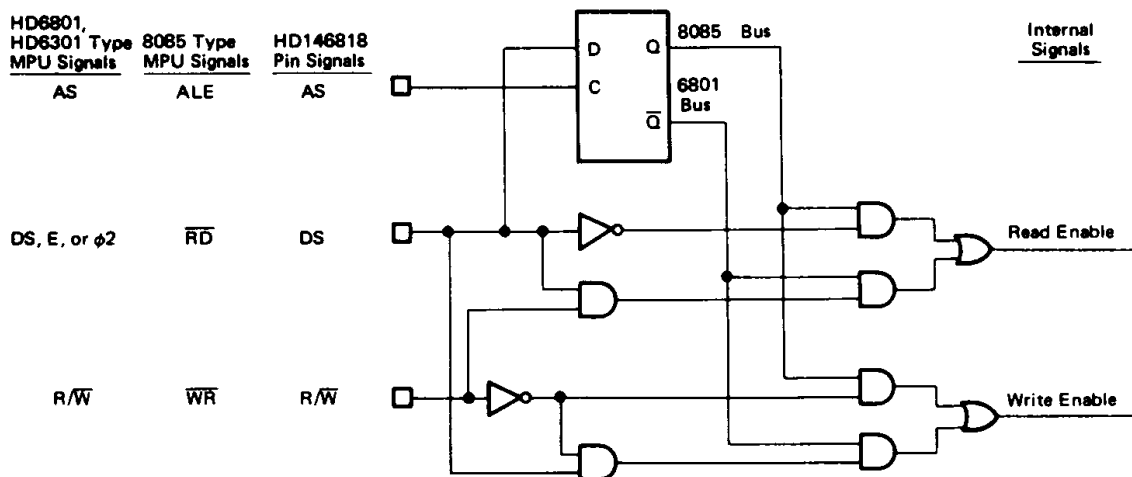 HD6801,
HD6301 Type 8085 Type HD146818
MPU Signals MPU Signals Pin Signals
AS ALE AS
D Q 8085 Bus
C 6801
Bus
Q̅
Internal
Signals
DS, E, or φ2 R̅D̅ DS
Read Enable
R/W̅ W̅R̅ R/W̅
Write Enable